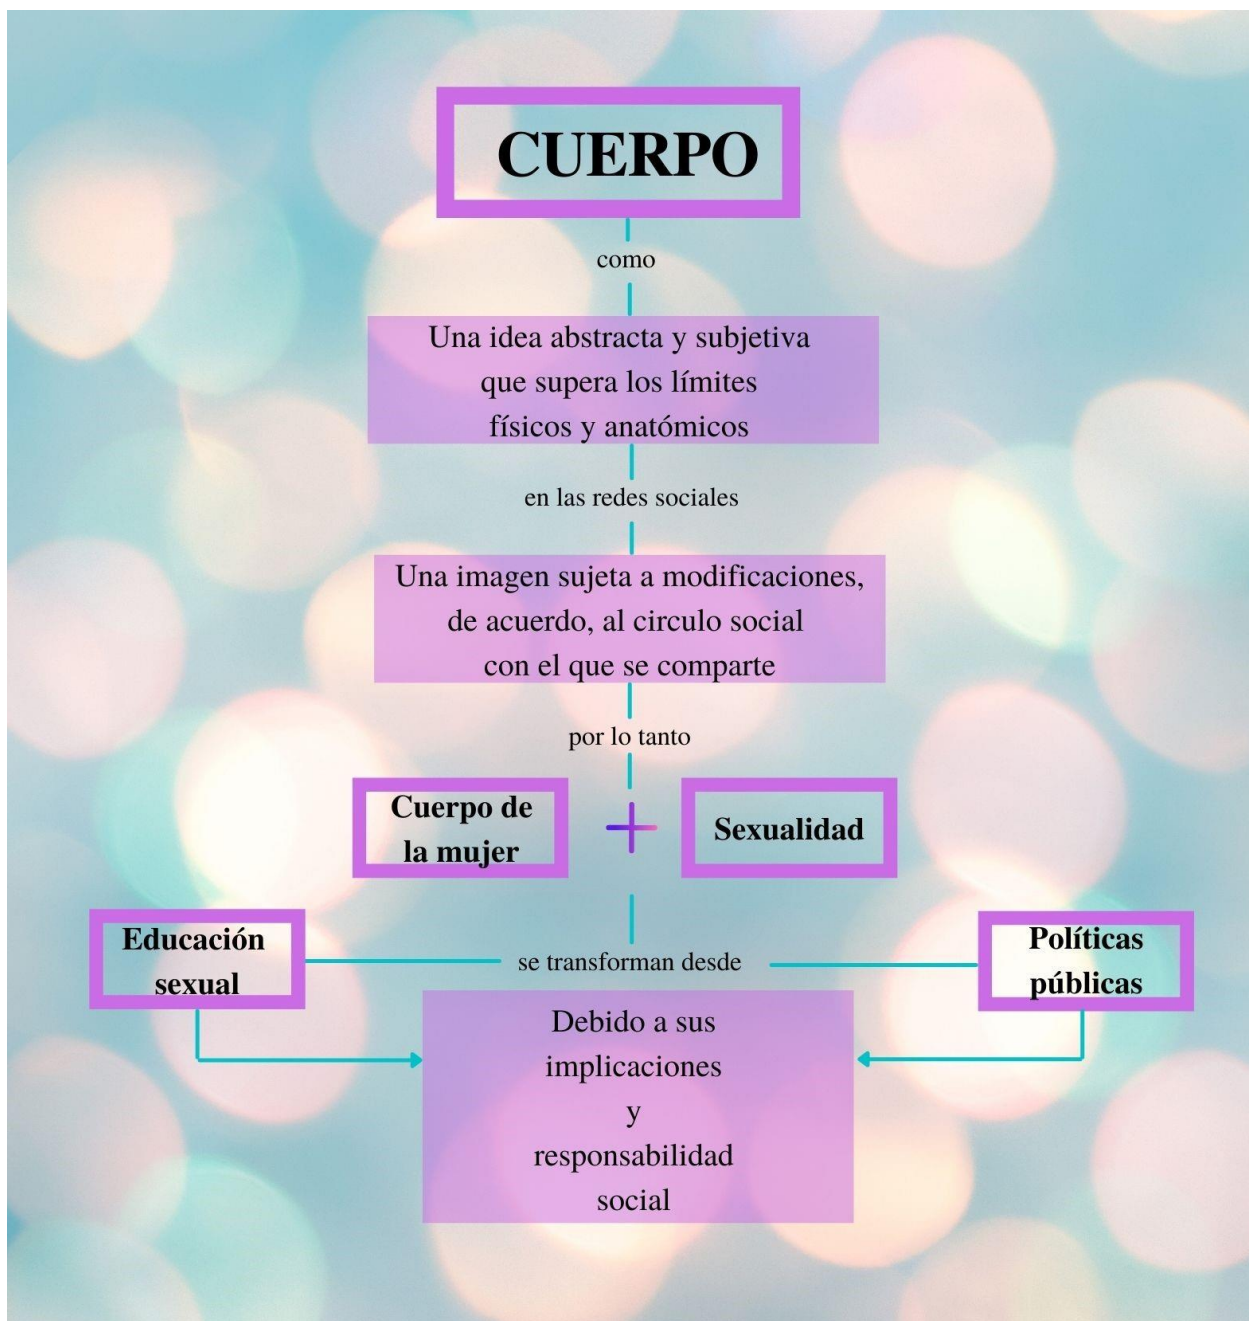 CUERPO
como
Una idea abstracta y subjetiva
que supera los límites
físicos y anatómicos
en las redes sociales
Una imagen sujeta a modificaciones,
de acuerdo, al circulo social
con el que se comparte
por lo tanto
Cuerpo de
la mujer
Sexualidad
Educación
sexual
se transforman desde
Políticas
públicas
Debido a sus
implicaciones
y
responsabilidad
social